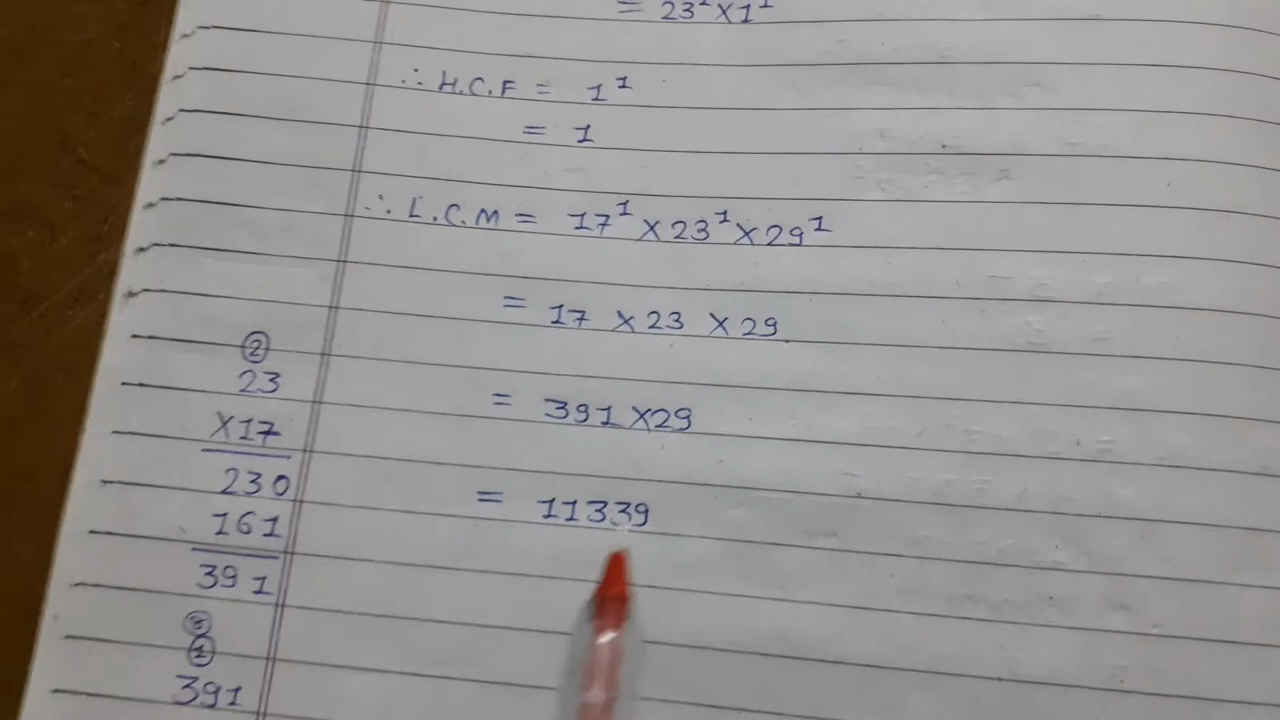 = 23¹ × 1¹
∴ H.C.F = 1¹
= 1
∴ L.C.M = 17¹ × 23¹ × 29¹
= 17 × 23 × 29
= 391 × 29
= 11339
②
23
×17
230
161
391
①
391